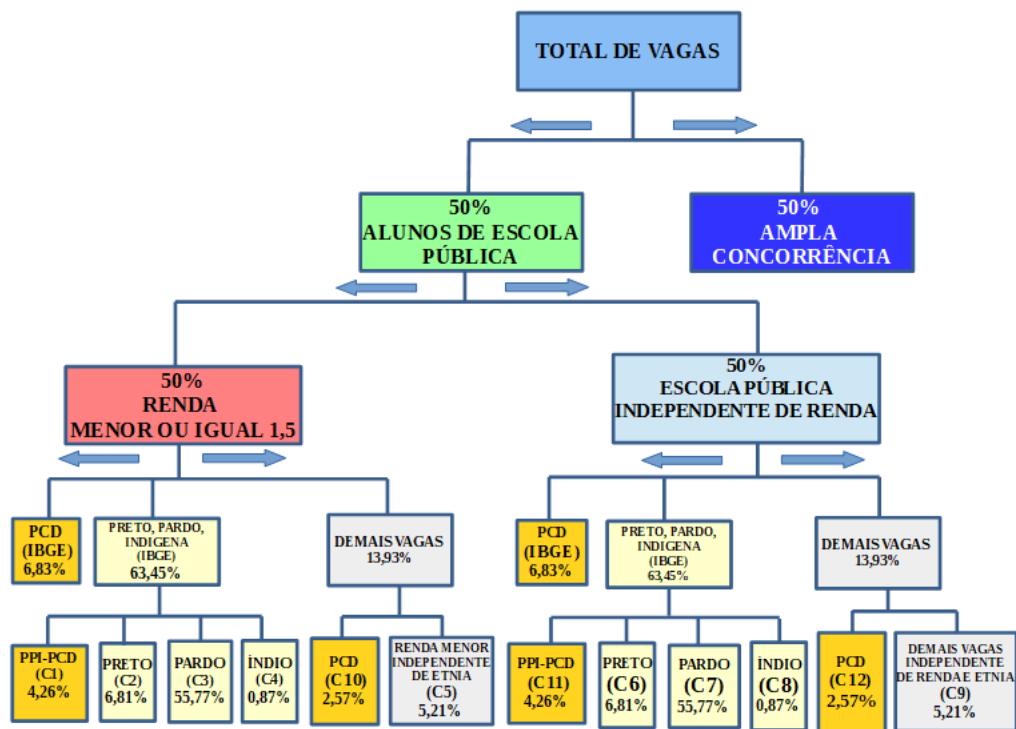 TOTAL DE VAGAS
50%
ALUNOS DE ESCOLA
PÚBLICA
50%
AMPLA
CONCORRÊNCIA
50%
RENDA
MENOR OU IGUAL 1,5
50%
ESCOLA PÚBLICA
INDEPENDENTE DE RENDA
PCD
(IBGE)
6,83%
PRETO, PARDO,
INDIGENA
(IBGE)
63,45%
DEMAIS VAGAS
13,93%
PCD
(IBGE)
6,83%
PRETO, PARDO,
INDIGENA
(IBGE)
63,45%
DEMAIS VAGAS
13,93%
PPI-PCD
(C1)
4,26%
PRETO
(C2)
6,81%
PARDO
(C3)
55,77%
ÍNDIO
(C4)
0,87%
PCD
(C10)
2,57%
RENDA MENOR
INDEPENDENTE
DE ETNIA
(C5)
5,21%
PPI-PCD
(C11)
4,26%
PRETO
(C6)
6,81%
PARDO
(C7)
55,77%
ÍNDIO
(C8)
0,87%
PCD
(C12)
2,57%
DEMAIS VAGAS
INDEPENDENTE
DE RENDA E ETNIA
(C9)
5,21%